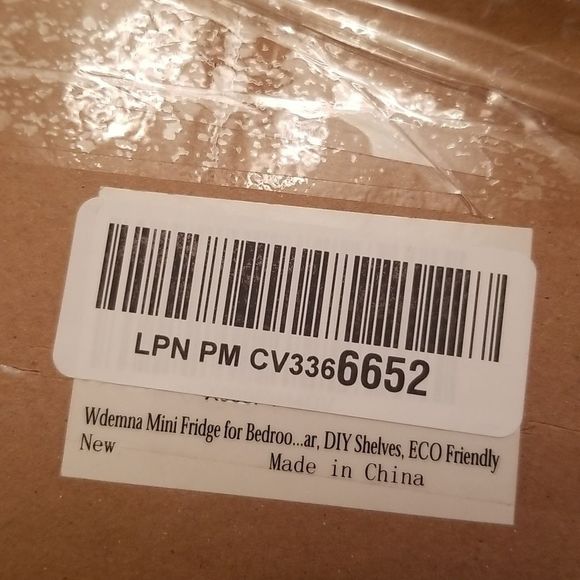 LPN PM CV3366652
Wdemna Mini Fridge for Bedroo...ar, DIY Shelves, ECO Friendly
New
Made in China